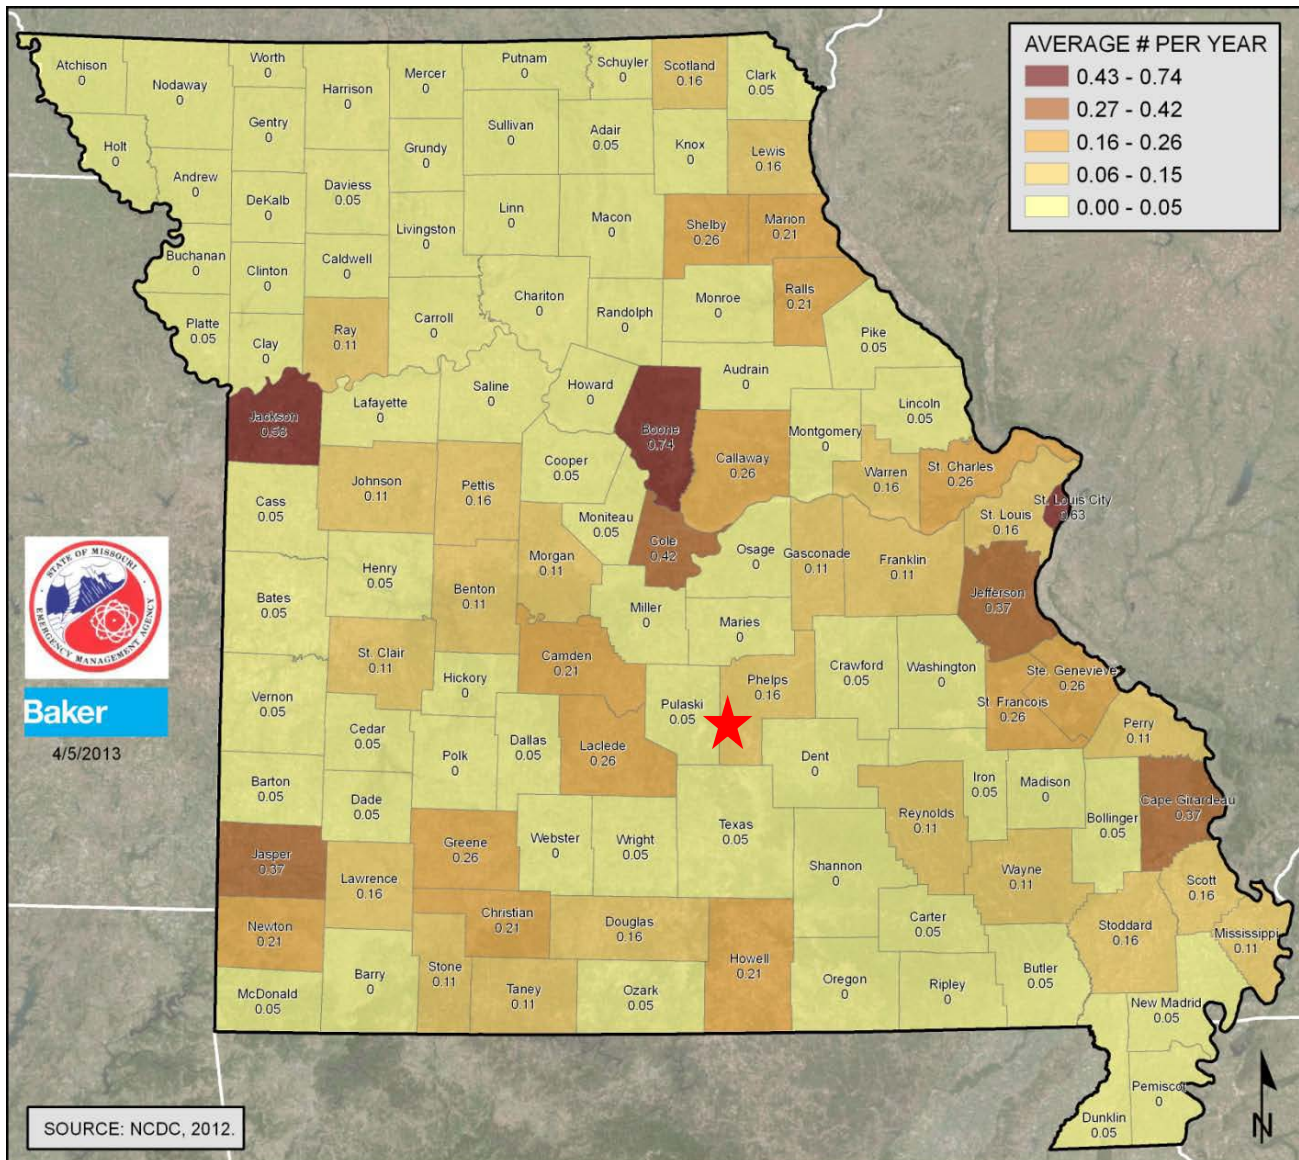 AVERAGE # PER YEAR
0.43 - 0.74
0.27 - 0.42
0.16 - 0.26
0.06 - 0.15
0.00 - 0.05
Atchison
0
Nodaway
0
Worth
0
Harrison
0
Mercer
0
Putnam
0
Schuyler
0
Scotland
0.16
Clark
0.05
Holt
0
Gentry
0
Grundy
0
Sullivan
0
Adair
0.05
Knox
0
Lewis
0.16
Andrew
0
DeKalb
0
Daviess
0.05
Livingston
0
Linn
0
Macon
0
Shelby
0.26
Marion
0.21
Buchanan
0
Clinton
0
Caldwell
0
Chariton
0
Randolph
0
Monroe
0
Ralls
0.21
Platte
0.05
Clay
0
Ray
0.11
Carroll
0
Pike
0.05
Jackson
0.58
Lafayette
0
Saline
0
Howard
0
Boone
0.74
Audrain
0
Montgomery
0
Lincoln
0.05
Cooper
0.05
Callaway
0.26
Warren
0.16
St. Charles
0.26
Cass
0.05
Johnson
0.11
Pettis
0.16
Moniteau
0.05
Cole
0.42
Osage
0
Gasconade
0.11
Franklin
0.11
St. Louis
0.16
St. Louis City
0.63
Bates
0.05
Henry
0.05
Benton
0.11
Morgan
0.11
Miller
0
Maries
0
Jefferson
0.37
Vernon
0.05
St. Clair
0.11
Hickory
0
Camden
0.21
Pulaski
0.05
Phelps
0.16
Crawford
0.05
Washington
0
St. Francois
0.26
Ste. Genevieve
0.26
Perry
0.11
Cedar
0.05
Polk
0
Dallas
0.05
Laclede
0.26
Dent
0
Iron
0.05
Madison
0
Bollinger
0.05
Cape Girardeau
0.37
Barton
0.05
Dade
0.05
Greene
0.26
Webster
0
Wright
0.05
Texas
0.05
Shannon
0
Reynolds
0.11
Wayne
0.11
Jasper
0.37
Lawrence
0.16
Christian
0.21
Douglas
0.16
Howell
0.21
Carter
0.05
Stoddard
0.16
Scott
0.16
Mississippi
0.11
Newton
0.21
McDonald
0.05
Barry
0
Stone
0.11
Taney
0.11
Ozark
0.05
Oregon
0
Ripley
0
Butler
0.05
New Madrid
0.05
Pemiscot
0
Dunklin
0.05
STATE OF MISSOURI
EMERGENCY MANAGEMENT AGENCY
Baker
4/5/2013
SOURCE: NCDC, 2012.
N